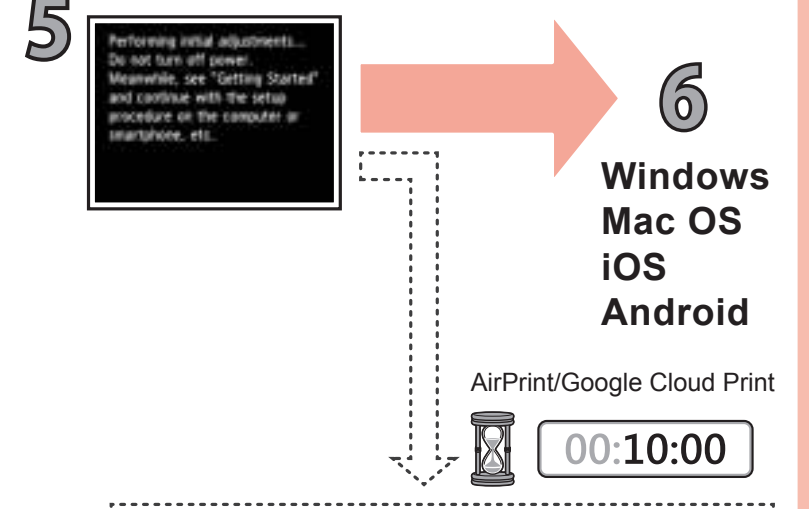 5
Performing initial adjustments...
Do not turn off power.
Meanwhile, see "Getting Started"
and continue with the setup
procedure on the computer or
smartphone, etc.
6
Windows
Mac OS
iOS
Android
AirPrint/Google Cloud Print
00:10:00